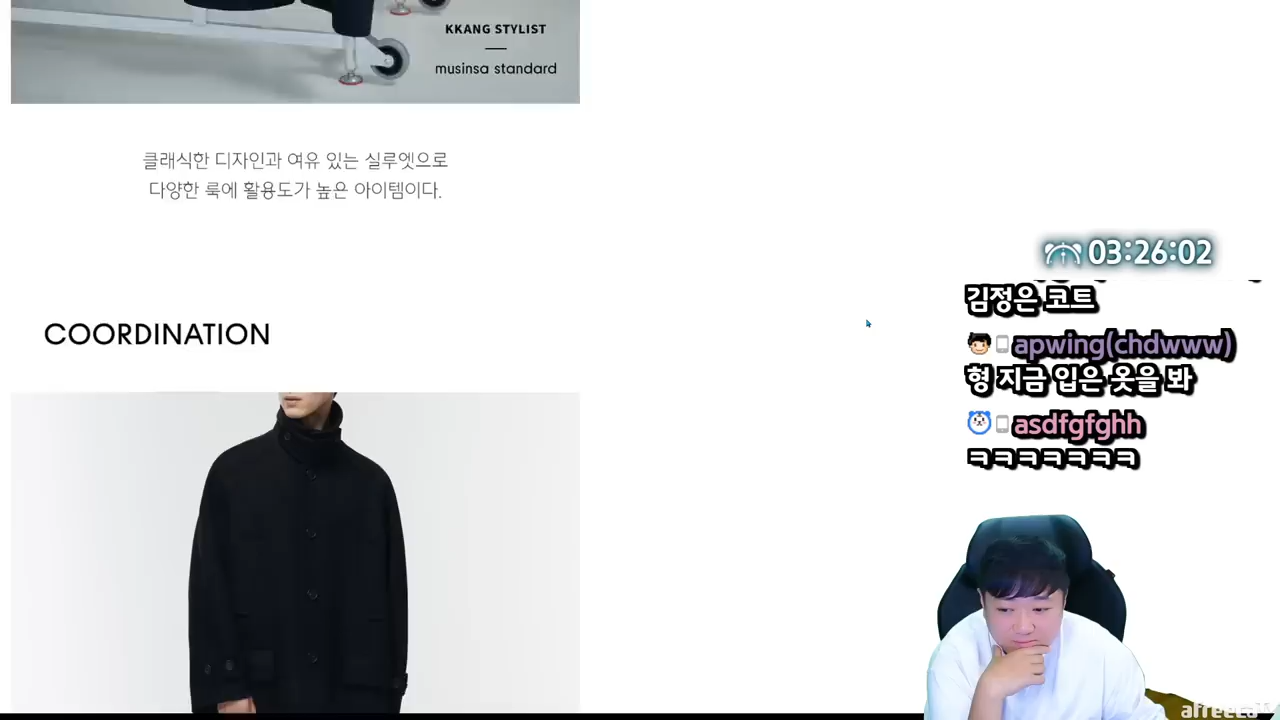 KKANG STYLIST
musinsa standard
클래식한 디자인과 여유 있는 실루엣으로
다양한 룩에 활용도가 높은 아이템이다.
COORDINATION
03:26:02
김정은 코트
apwing(chdwww)
형 지금 입은 옷을 봐
asdfgfghh
ㅋㅋㅋㅋㅋㅋㅋ